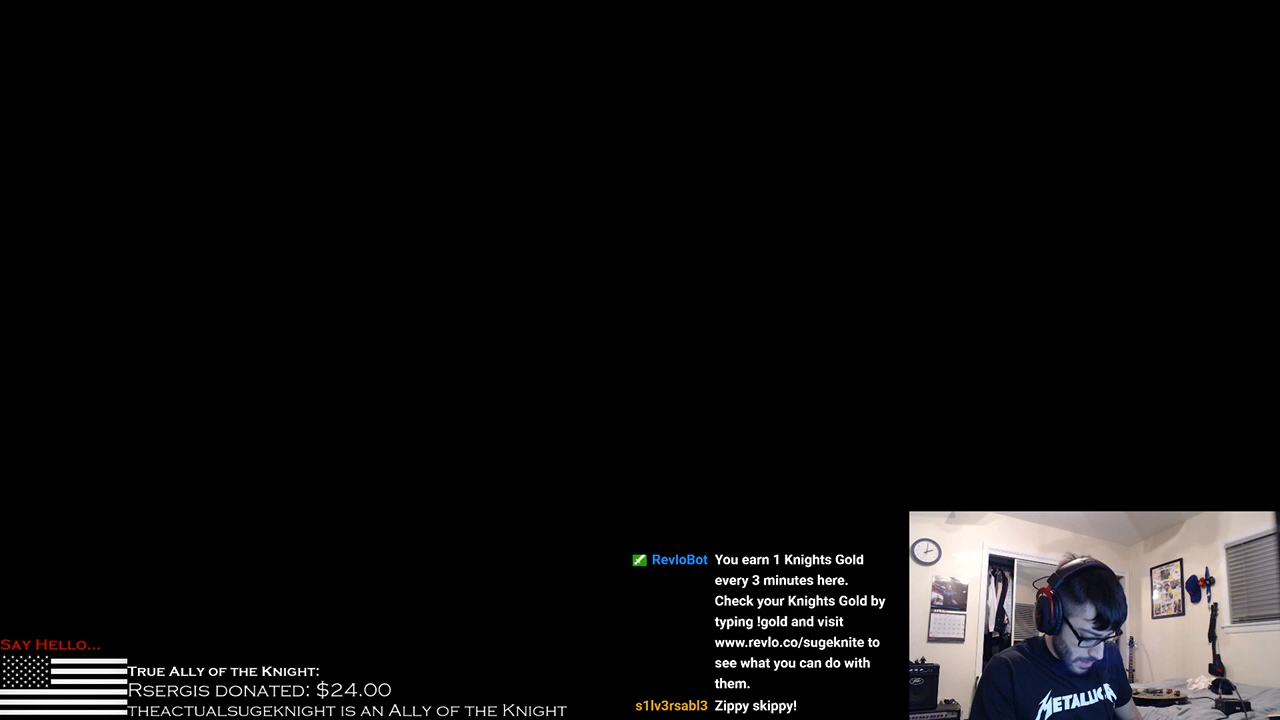 RevloBot You earn 1 Knights Gold
every 3 minutes here.
Check your Knights Gold by
typing !gold and visit
www.revlo.co/sugeknite to
see what you can do with
them.
s1lv3rsabl3 Zippy skippy!
Say Hello...
True Ally of the Knight:
Rsergis donated: $24.00
theactualsugeknight is an Ally of the Knight
METALLICA